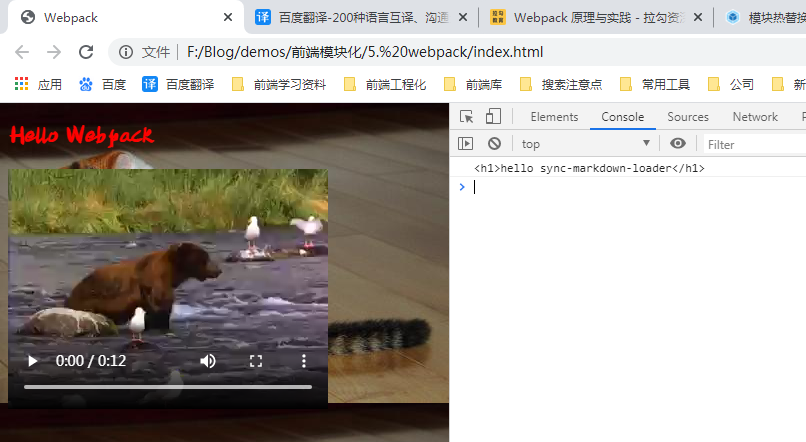 Webpack
百度翻译-200种语言互译、沟通
Webpack 原理与实践 - 拉勾资
模块热替换
文件 F:/Blog/demos/前端模块化/5.%20webpack/index.html
应用 百度 百度翻译 前端学习资料 前端工程化 前端库 搜索注意点 常用工具 公司 新
Hello Webpack
0:00 / 0:12
Elements Console Sources Network
top Filter
<h1>hello sync-markdown-loader</h1>